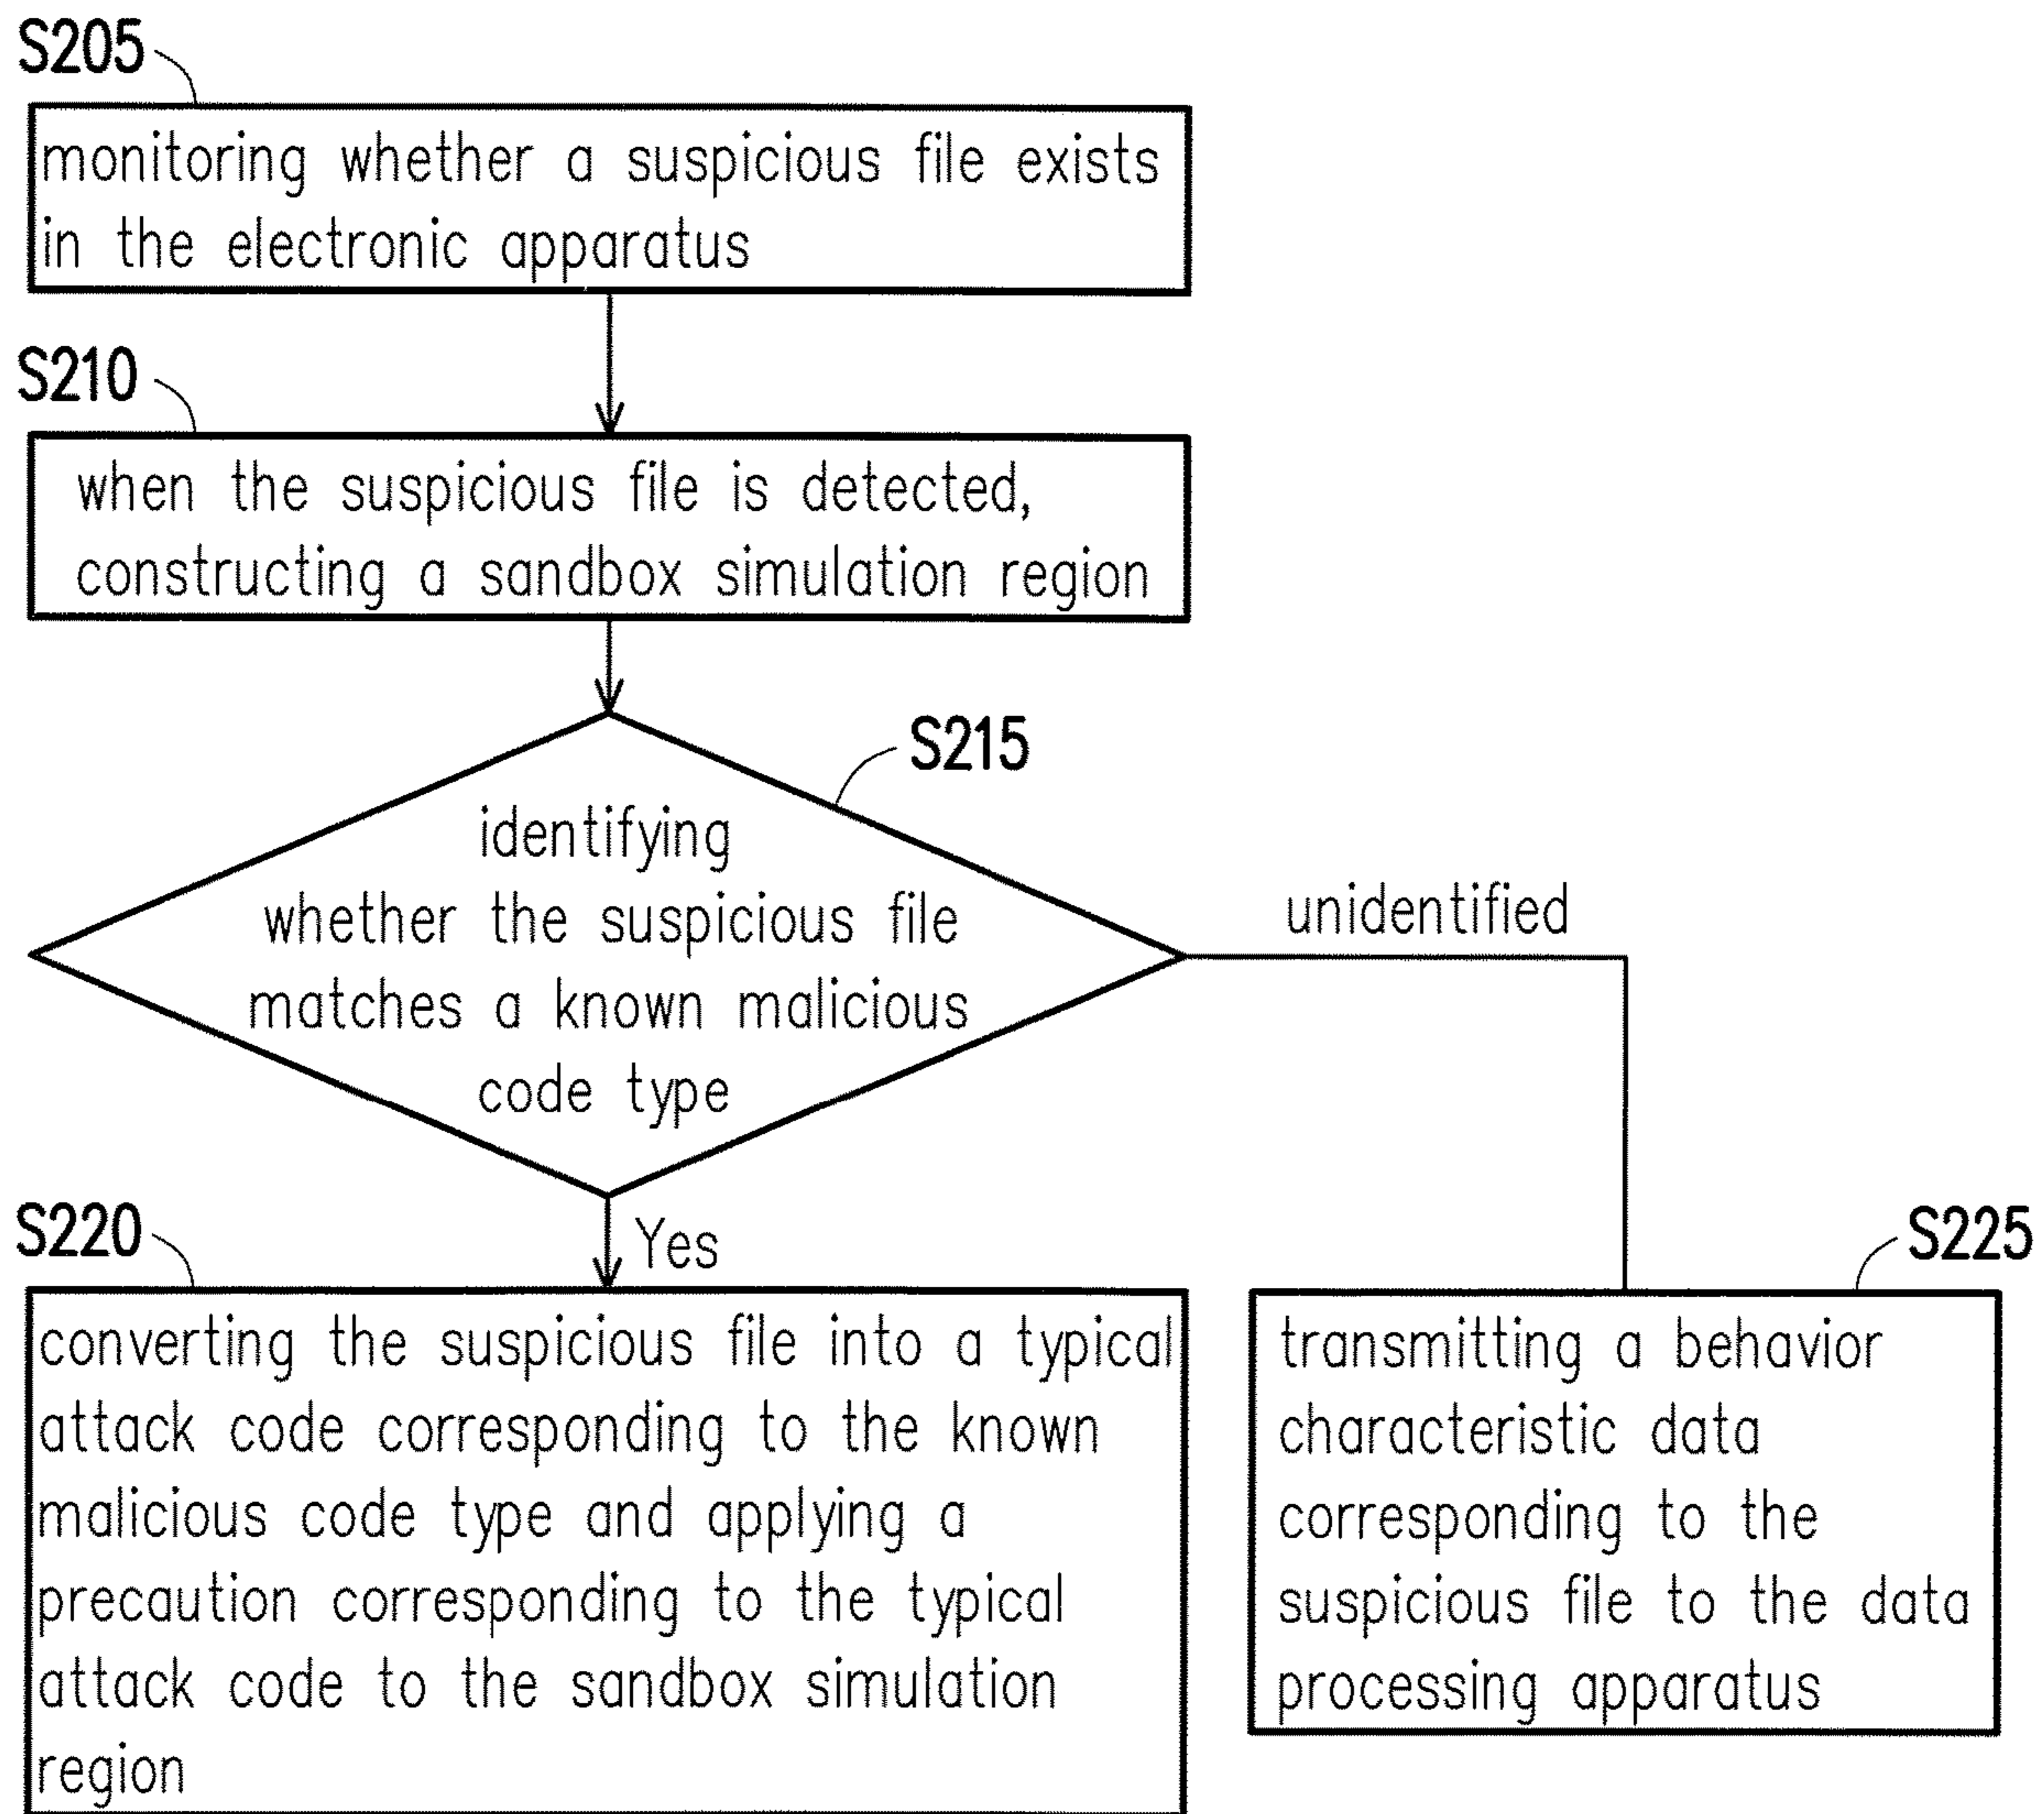 S205
monitoring whether a suspicious file exists
in the electronic apparatus
S210
when the suspicious file is detected,
constructing a sandbox simulation region
S215
identifying
whether the suspicious file
matches a known malicious
code type
unidentified
Yes
S220
converting the suspicious file into a typical
attack code corresponding to the known
malicious code type and applying a
precaution corresponding to the typical
attack code to the sandbox simulation
region
S225
transmitting a behavior
characteristic data
corresponding to the
suspicious file to the data
processing apparatus